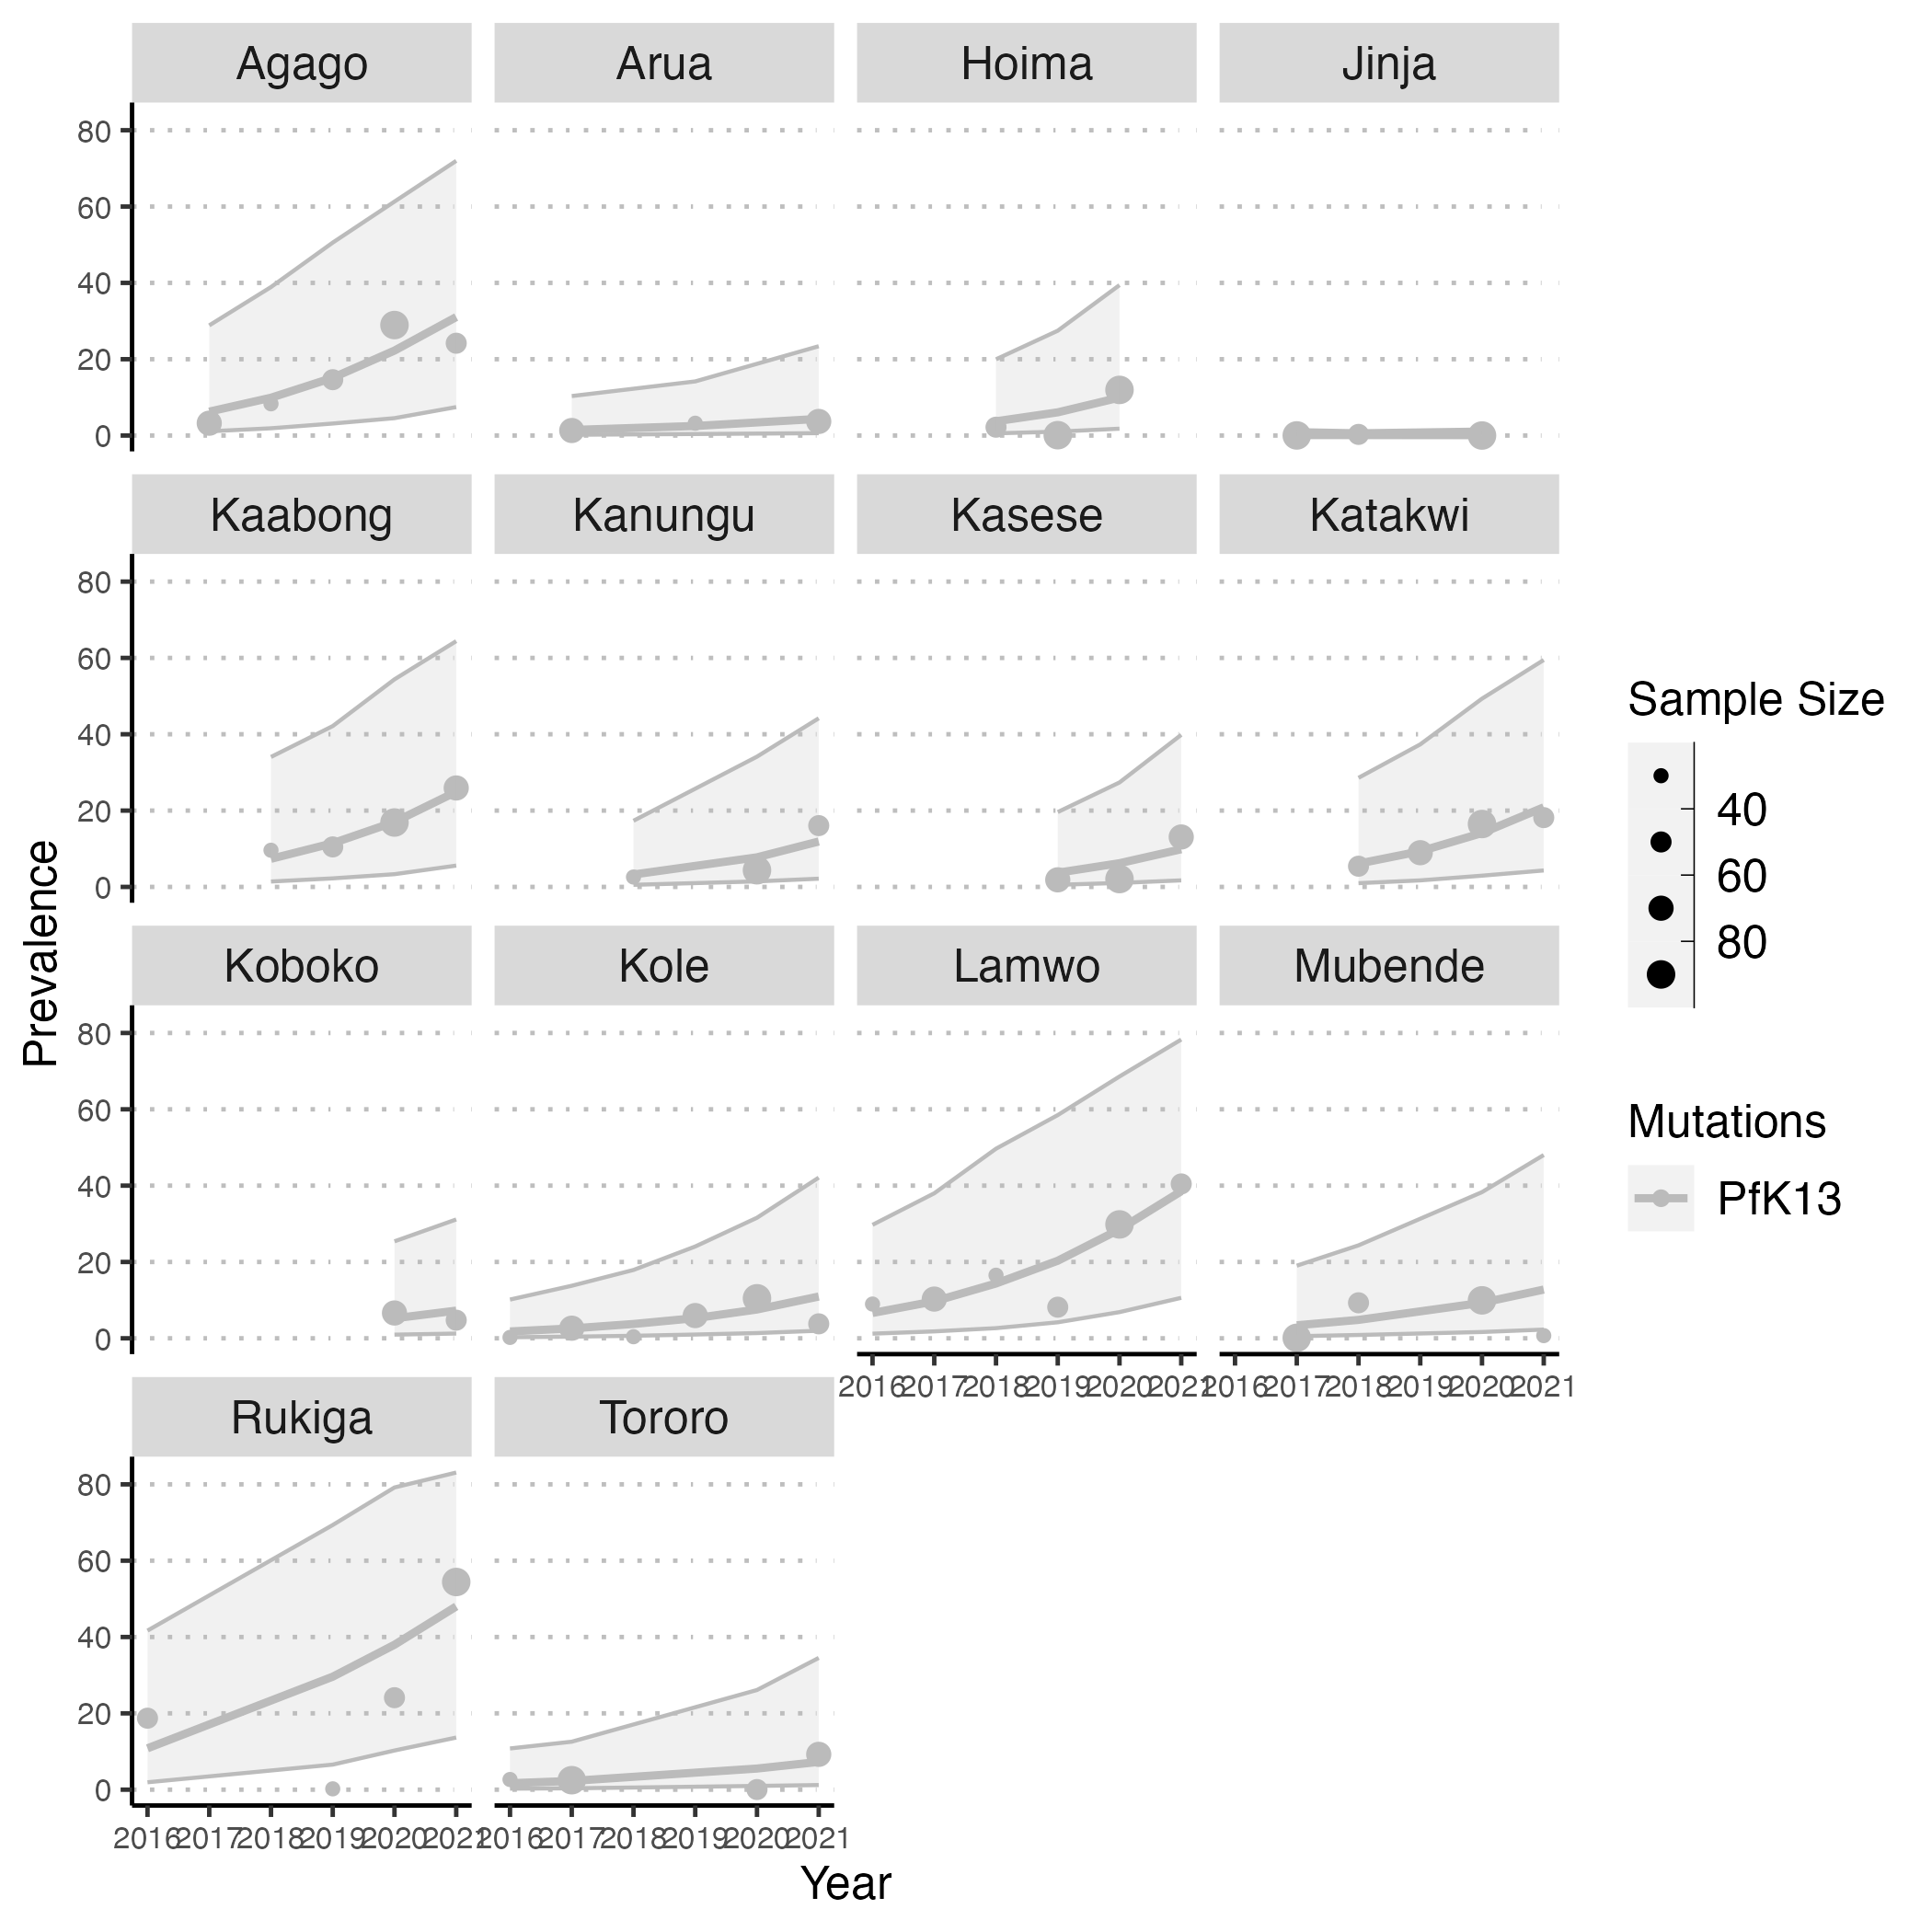 Agago Arua Hoima Jinja
80
60
40
20
0
Kaabong Kanungu Kasese Katakwi
80
60
40
20
0
Koboko Kole Lamwo Mubende
80
60
40
20
0
2016 2017 2018 2019 2020 2021 2016 2017 2018 2019 2020 2021
Rukiga Tororo
80
60
40
20
0
2016 2017 2018 2019 2020 2021 2016 2017 2018 2019 2020 2021
Year
Prevalence
Sample Size
40
60
80
Mutations
PfK13